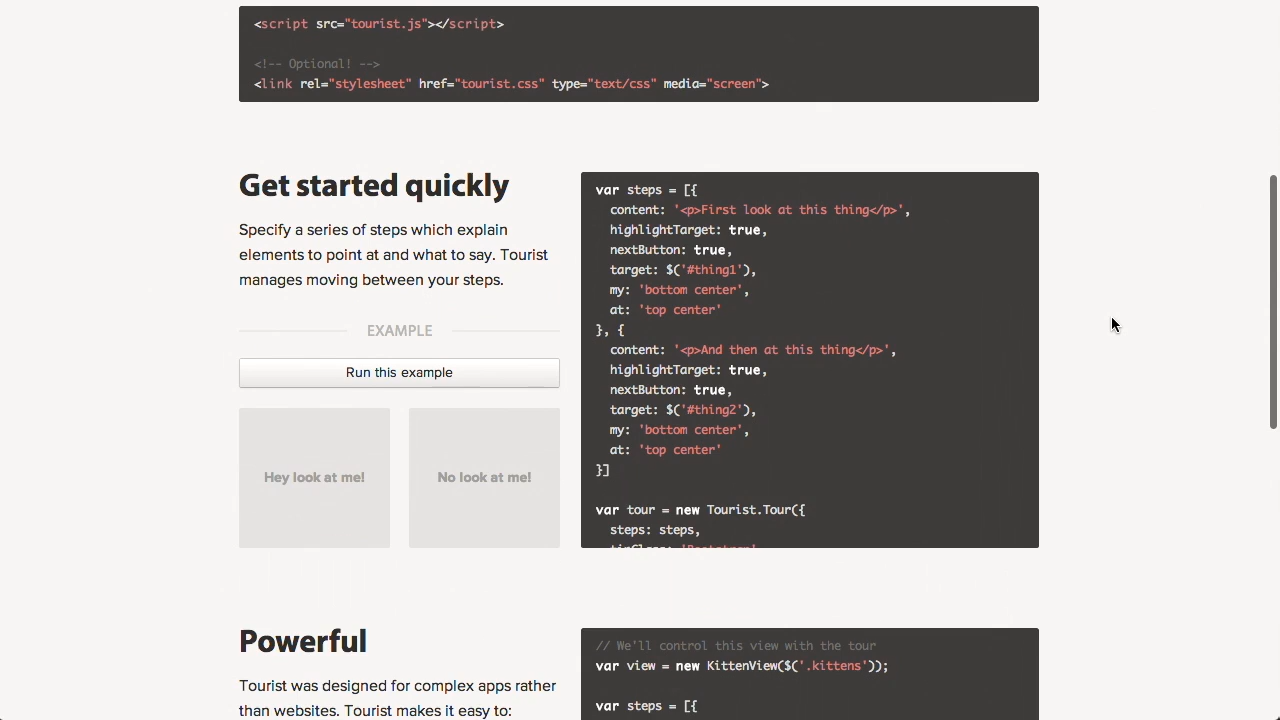 <script src="tourist.js"></script>
<!-- Optional! -->
<link rel="stylesheet" href="tourist.css" type="text/css" media="screen">
Get started quickly
Specify a series of steps which explain
elements to point at and what to say. Tourist
manages moving between your steps.
EXAMPLE
Run this example
Hey look at me!
No look at me!
var steps = [{
content: '<p>First look at this thing</p>',
highlightTarget: true,
nextButton: true,
target: $('#thing1'),
my: 'bottom center',
at: 'top center'
}, {
content: '<p>And then at this thing</p>',
highlightTarget: true,
nextButton: true,
target: $('#thing2'),
my: 'bottom center',
at: 'top center'
}]
var tour = new Tourist.Tour({
steps: steps,
Powerful
Tourist was designed for complex apps rather
than websites. Tourist makes it easy to:
// We'll control this view with the tour
var view = new KittenView($('.kittens'));
var steps = [{